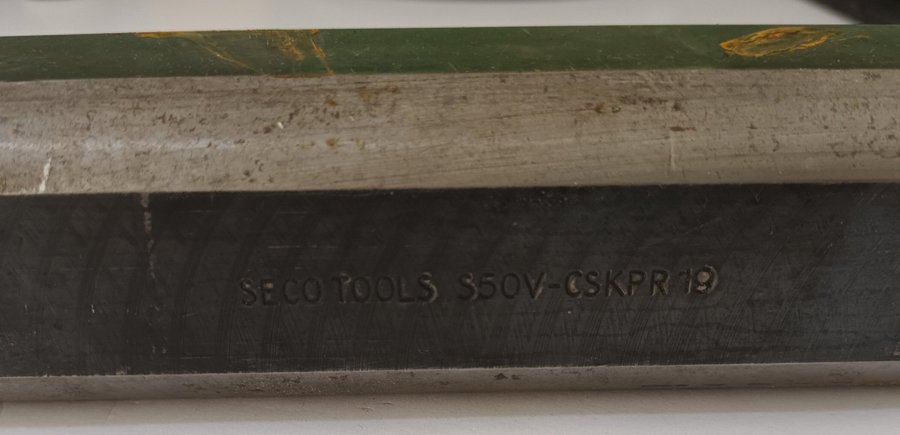 SECO TOOLS S50V-CSKPR 19